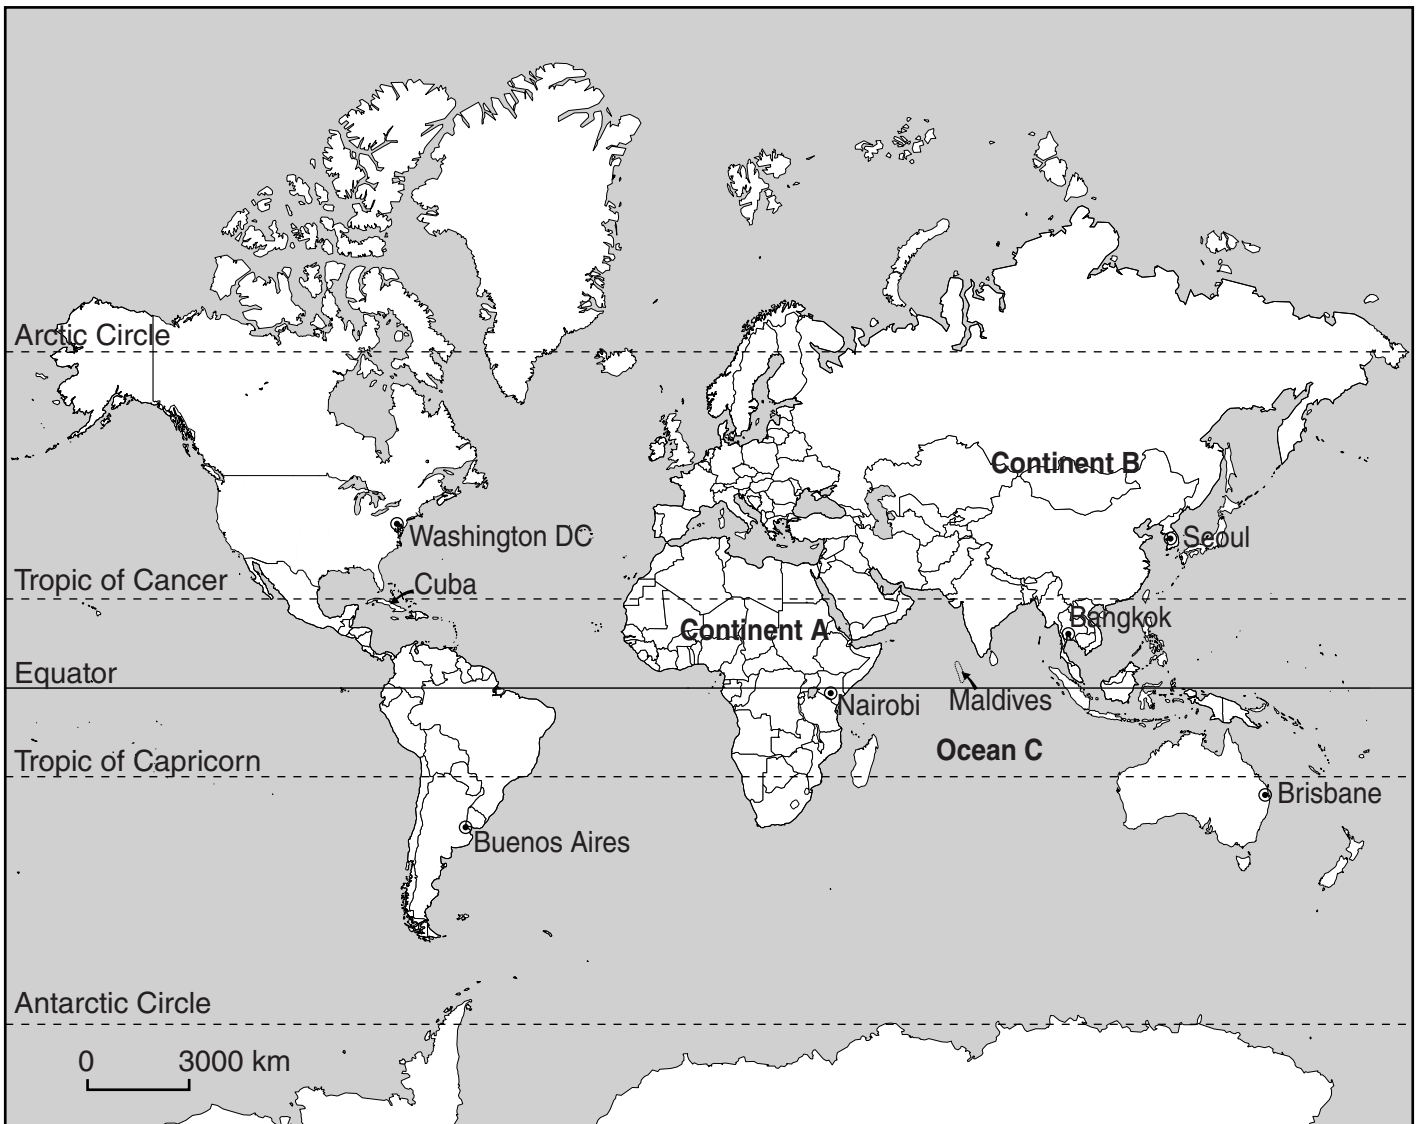 Arctic Circle
Continent B
Washington DC
Seoul
Tropic of Cancer
Cuba
Bangkok
Continent A
Equator
Maldives
Nairobi
Ocean C
Tropic of Capricorn
Brisbane
Buenos Aires
Antarctic Circle
0 3000 km